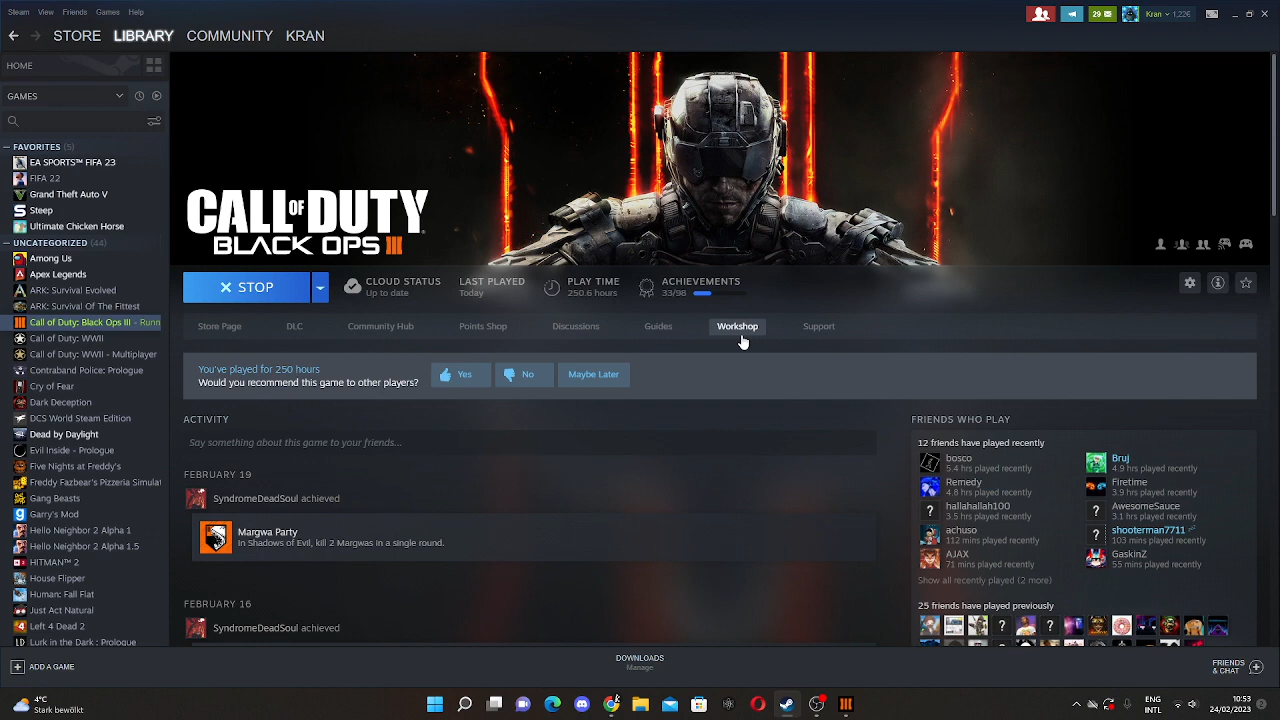 Steam View Friends Games Help
29 Kran 1,22€
STORE LIBRARY COMMUNITY KRAN
HOME
GAMES
FAVORITES (5)
EA SPORTS™ FIFA 23
FIFA 22
Grand Theft Auto V
Steep
Ultimate Chicken Horse
UNCATEGORIZED (44)
Among Us
Apex Legends
ARK: Survival Evolved
ARK: Survival Of The Fittest
Call of Duty: Black Ops III - Runn
Call of Duty: WWII
Call of Duty: WWII - Multiplayer
Contraband Police: Prologue
Cry of Fear
Dark Deception
DCS World Steam Edition
Dead by Daylight
Evil Inside - Prologue
Five Nights at Freddy's
Freddy Fazbear's Pizzeria Simulat
Gang Beasts
Garry's Mod
Hello Neighbor 2 Alpha 1
Hello Neighbor 2 Alpha 1.5
HITMAN™ 2
House Flipper
Human: Fall Flat
Just Act Natural
Left 4 Dead 2
Lurk in the Dark : Prologue
ADD A GAME
CALL OF DUTY
BLACK OPS III
STOP
CLOUD STATUS
Up to date
LAST PLAYED
Today
PLAY TIME
250.6 hours
ACHIEVEMENTS
33/98
Store Page DLC Community Hub Points Shop Discussions Guides Workshop Support
You've played for 250 hours
Would you recommend this game to other players?
Yes No Maybe Later
ACTIVITY
Say something about this game to your friends...
FEBRUARY 19
SyndromeDeadSoul achieved
Margwa Party
In Shadows of Evil, kill 2 Margwas in a single round.
FEBRUARY 16
SyndromeDeadSoul achieved
FRIENDS WHO PLAY
12 friends have played recently
bosco
5.4 hrs played recently
Bruj
4.9 hrs played recently
Remedy
4.8 hrs played recently
Firetime
3.9 hrs played recently
hallahallah100
3.5 hrs played recently
AwesomeSauce
3.1 hrs played recently
achuso
112 mins played recently
shooterman7711
103 mins played recently
AJAX
71 mins played recently
GaskinZ
55 mins played recently
Show all recently played (2 more)
25 friends have played previously
DOWNLOADS
Manage
FRIENDS
& CHAT
4°C
Stark bewölkt
ENG
INTL
10:53
24/02/2023